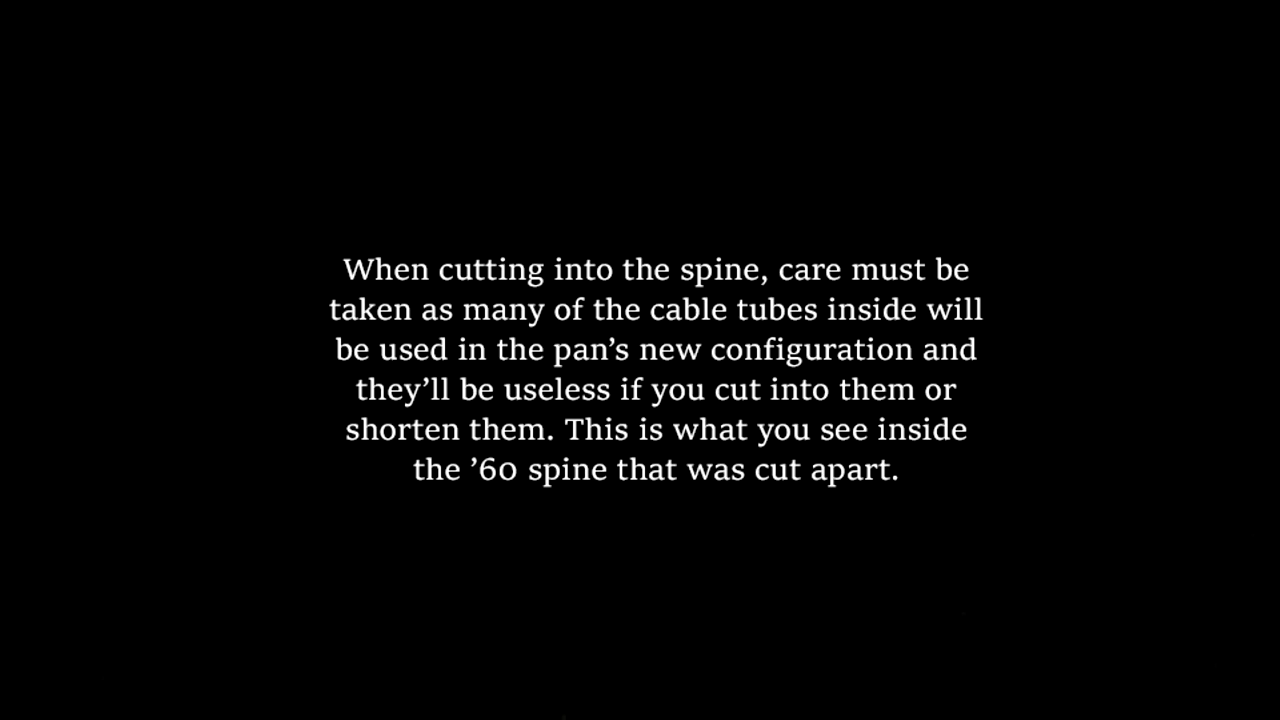 When cutting into the spine, care must be
taken as many of the cable tubes inside will
be used in the pan’s new configuration and
they’ll be useless if you cut into them or
shorten them. This is what you see inside
the ’60 spine that was cut apart.